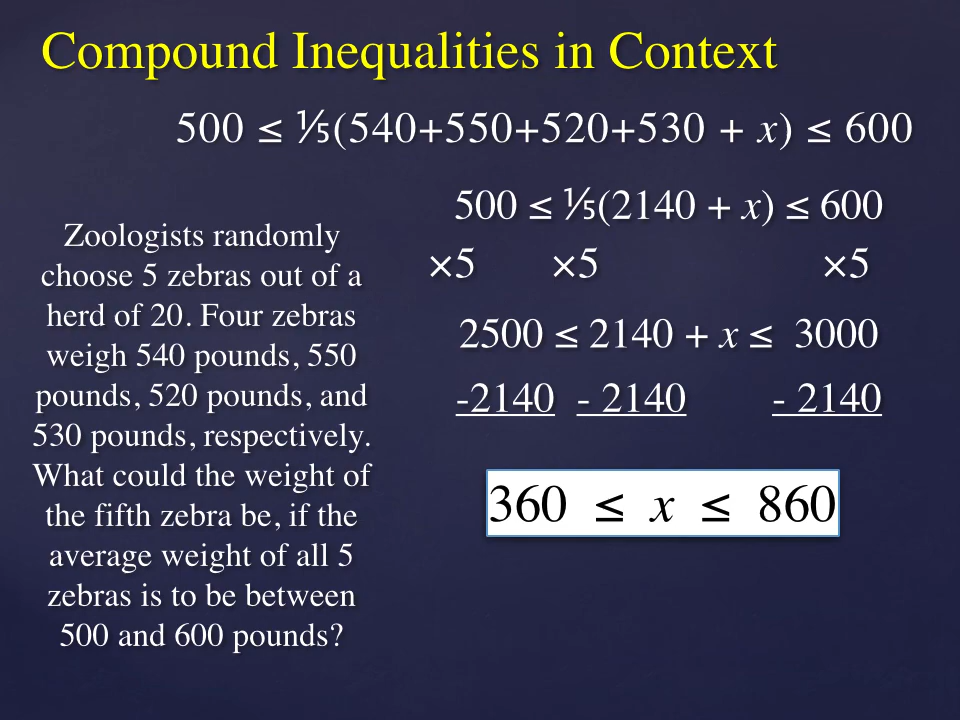 Compound Inequalities in Context
500 ≤ ⅕(540+550+520+530 + x) ≤ 600
500 ≤ ⅕(2140 + x) ≤ 600
×5 ×5 ×5
2500 ≤ 2140 + x ≤ 3000
-2140 - 2140 - 2140
360 ≤ x ≤ 860
Zoologists randomly
choose 5 zebras out of a
herd of 20. Four zebras
weigh 540 pounds, 550
pounds, 520 pounds, and
530 pounds, respectively.
What could the weight of
the fifth zebra be, if the
average weight of all 5
zebras is to be between
500 and 600 pounds?